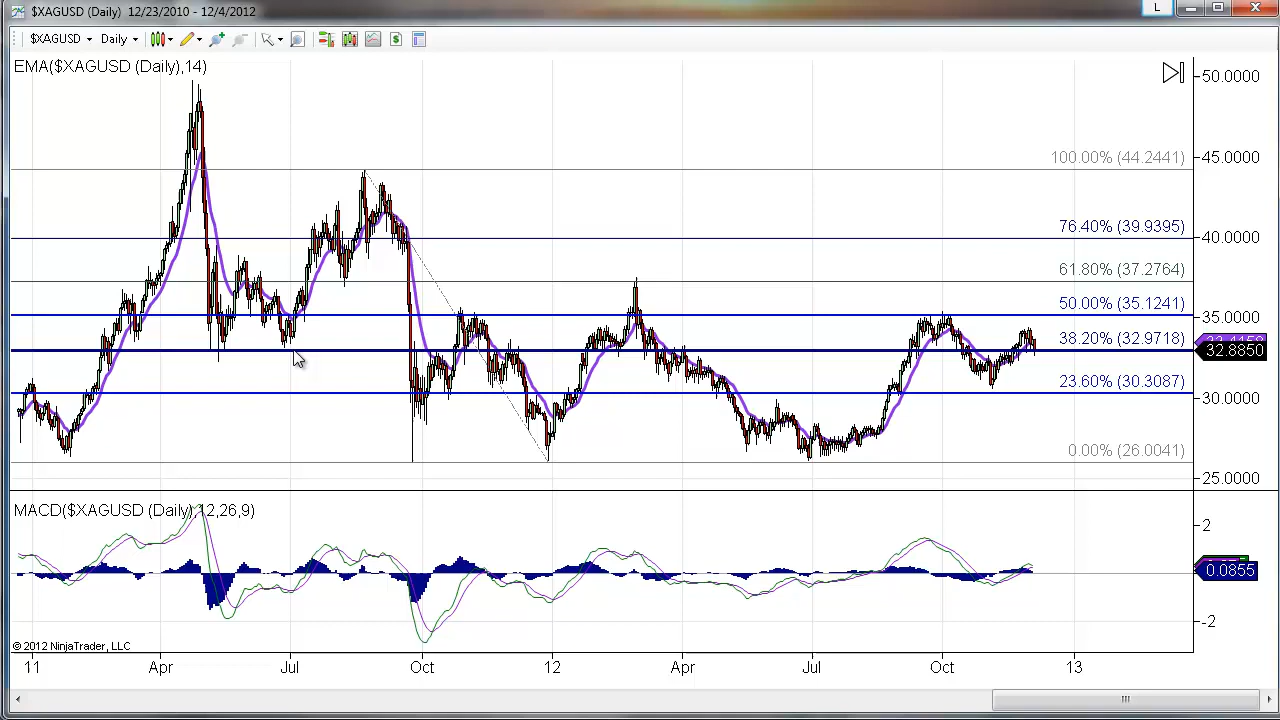 $XAGUSD (Daily) 12/23/2010 - 12/4/2012
L
$XAGUSD Daily
EMA($XAGUSD (Daily),14)
50.0000
100.00% (44.2441)
45.0000
76.40% (39.9395)
40.0000
61.80% (37.2764)
50.00% (35.1241)
35.0000
38.20% (32.9718)
32.8850
23.60% (30.3087)
30.0000
0.00% (26.0041)
25.0000
MACD($XAGUSD (Daily),12,26,9)
2
0.0855
-2
© 2012 NinjaTrader, LLC
11 Apr Jul Oct 12 Apr Jul Oct 13